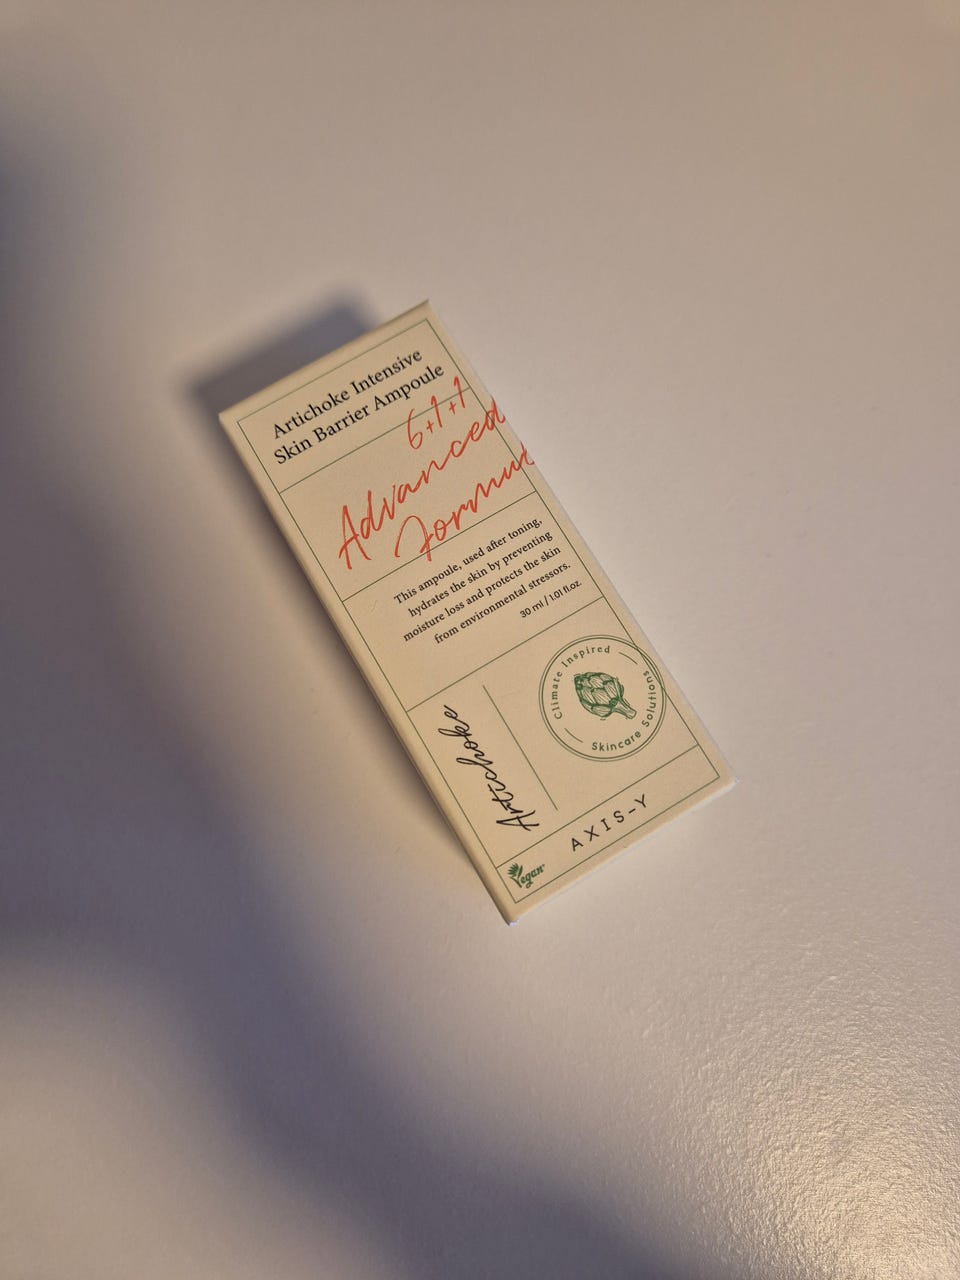 Artichoke Intensive
Skin Barrier Ampoule
6+1+1
Advanced
Formul
This ampoule, used after toning,
hydrates the skin by preventing
moisture loss and protects the skin
from environmental stressors.
30 ml / 1.01 fl.oz.
Climate Inspired
Skincare Solutions
Artichoke
AXIS-Y
Vegan